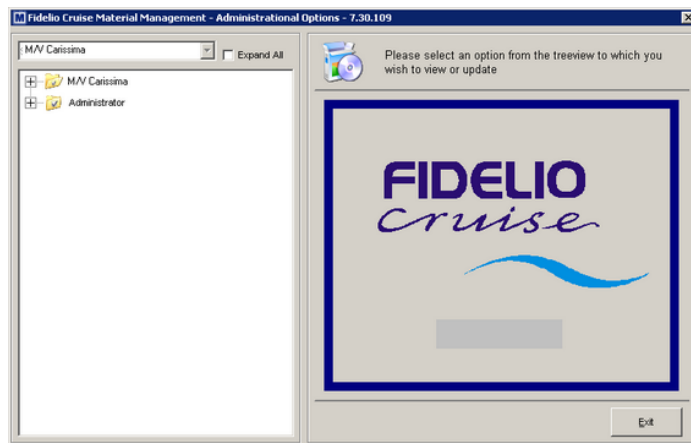 Fidelio Cruise Material Management - Administrational Options - 7.30.109
M/V Carissima
Expand All
M/V Carissima
Administrator
Please select an option from the treeview to which you
wish to view or update
FIDELIO
cruise
Exit